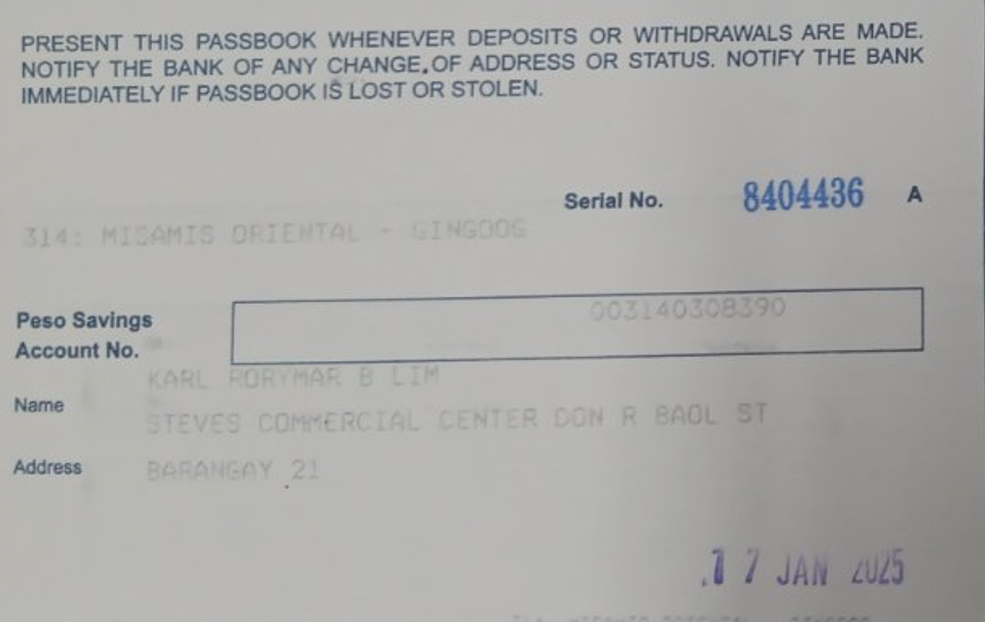 PRESENT THIS PASSBOOK WHENEVER DEPOSITS OR WITHDRAWALS ARE MADE.
NOTIFY THE BANK OF ANY CHANGE OF ADDRESS OR STATUS. NOTIFY THE BANK
IMMEDIATELY IF PASSBOOK IS LOST OR STOLEN.
Serial No. 8404436 A
314: MISAMIS ORIENTAL - GINGOOG
Peso Savings 003140308390
Account No.
KARL RORYMAR B LIM
Name
STEVES COMMERCIAL CENTER DON R BAOL ST
Address BARANGAY 21
17 JAN 2025